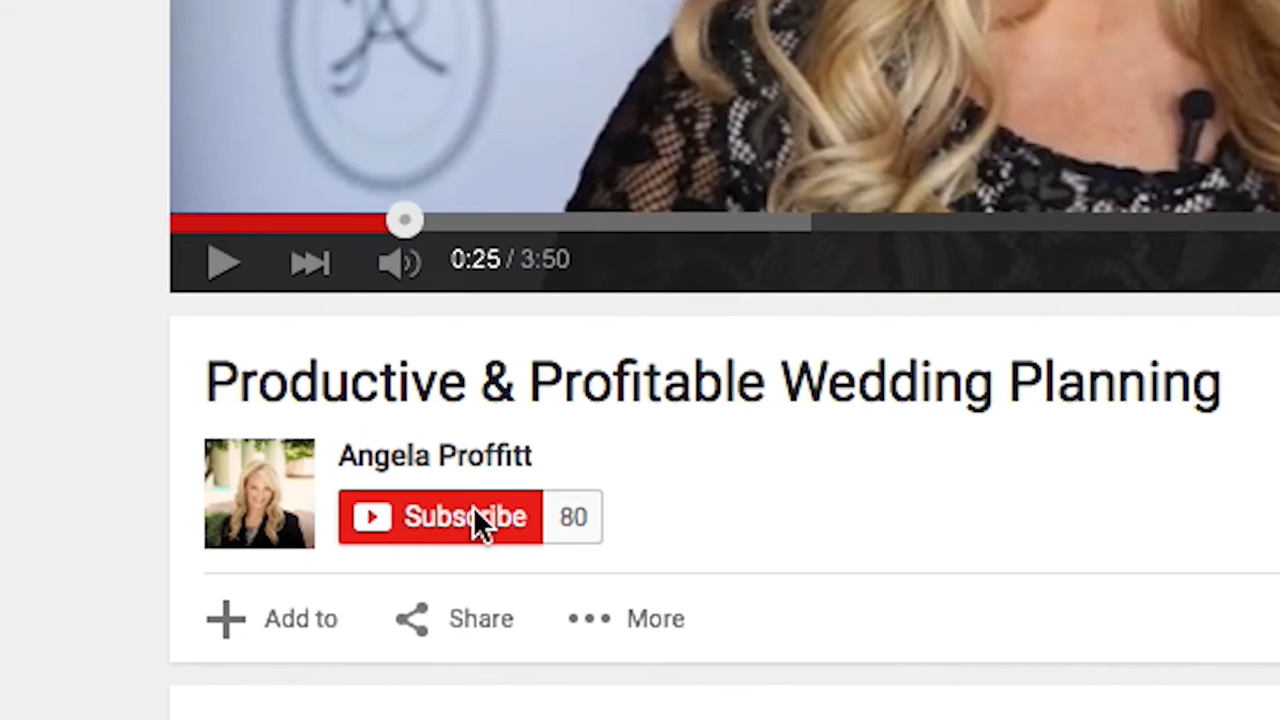 0:25 / 3:50
Productive & Profitable Wedding Planning
Angela Proffitt
Subscribe 80
Add to Share More